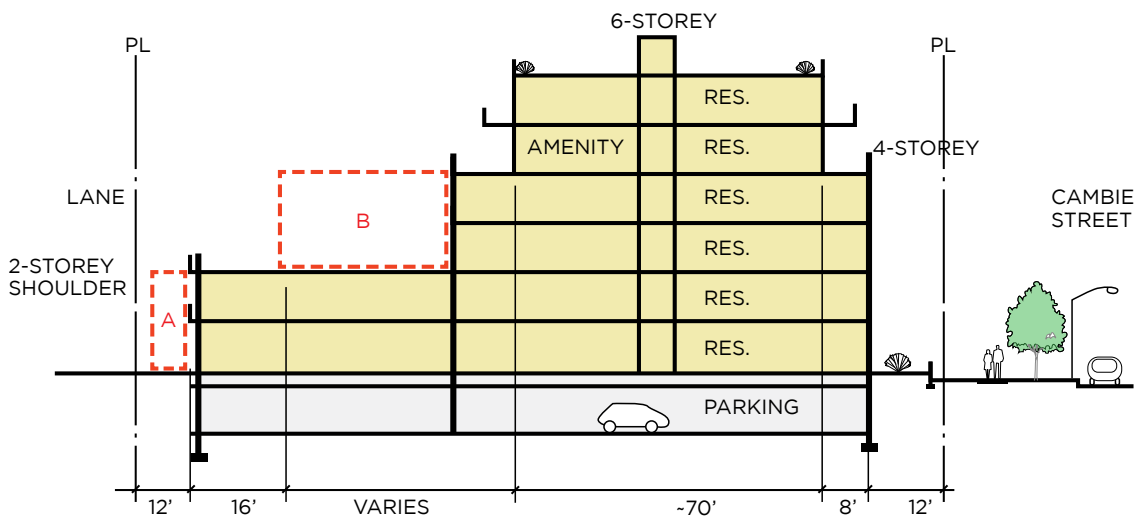 6-STOREY
PL
PL
RES.
AMENITY
RES.
4-STOREY
LANE
RES.
CAMBIE
STREET
B
RES.
2-STOREY
SHOULDER
RES.
A
RES.
PARKING
12’
16’
VARIES
~70’
8’
12’